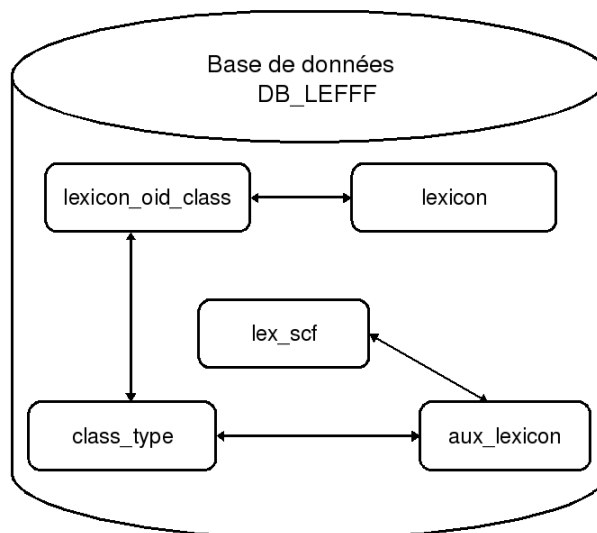 Base de données
DB_LEFFF
lexicon_oid_class
lexicon
lex_scf
class_type
aux_lexicon